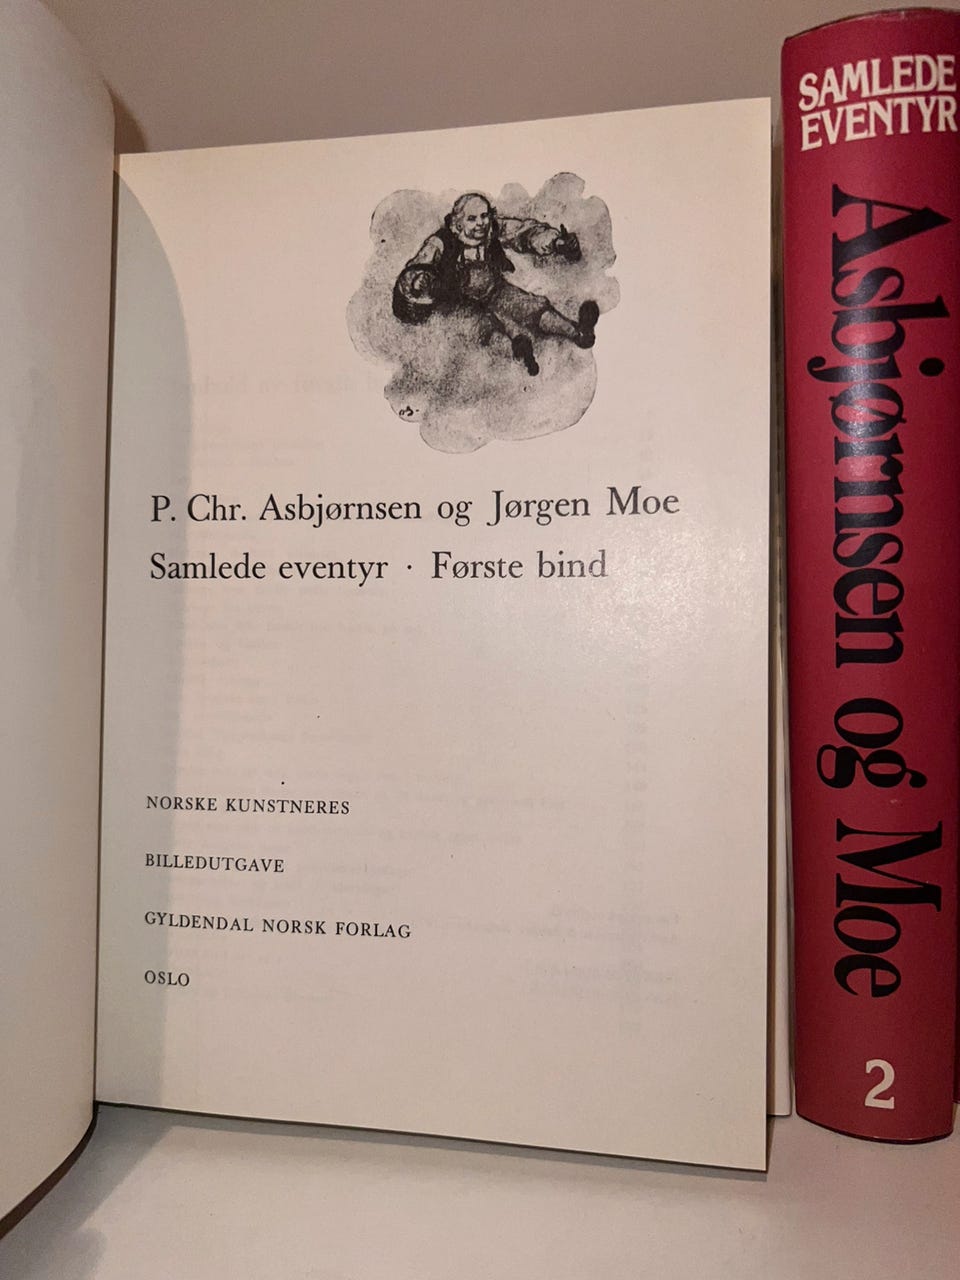 P. Chr. Asbjørnsen og Jørgen Moe
Samlede eventyr · Første bind
NORSKE KUNSTNERES
BILLEDUTGAVE
GYLDENDAL NORSK FORLAG
OSLO
SAMLEDE
EVENTYR
Asbjørnsen og Moe
2